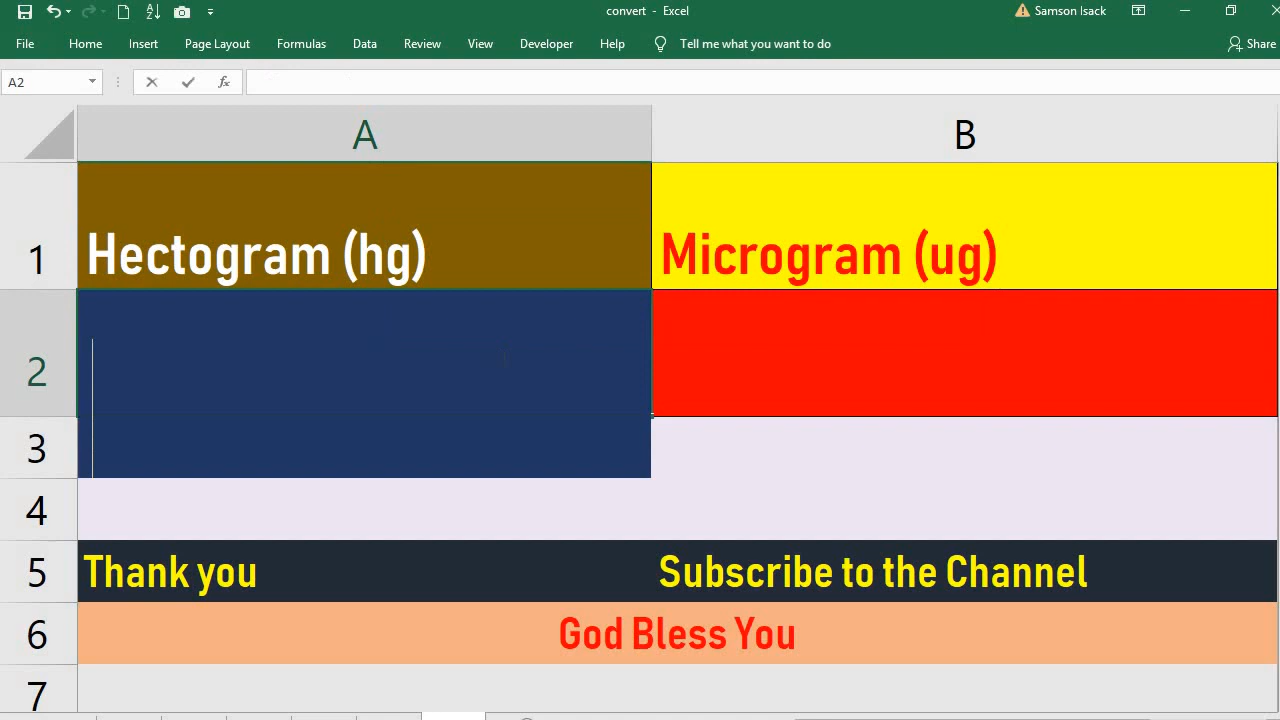 convert - Excel
Samson Isack
File Home Insert Page Layout Formulas Data Review View Developer Help Tell me what you want to do Share
A2 fx
A B
1 Hectogram (hg) Microgram (ug)
2
3
4
5 Thank you Subscribe to the Channel
6 God Bless You
7